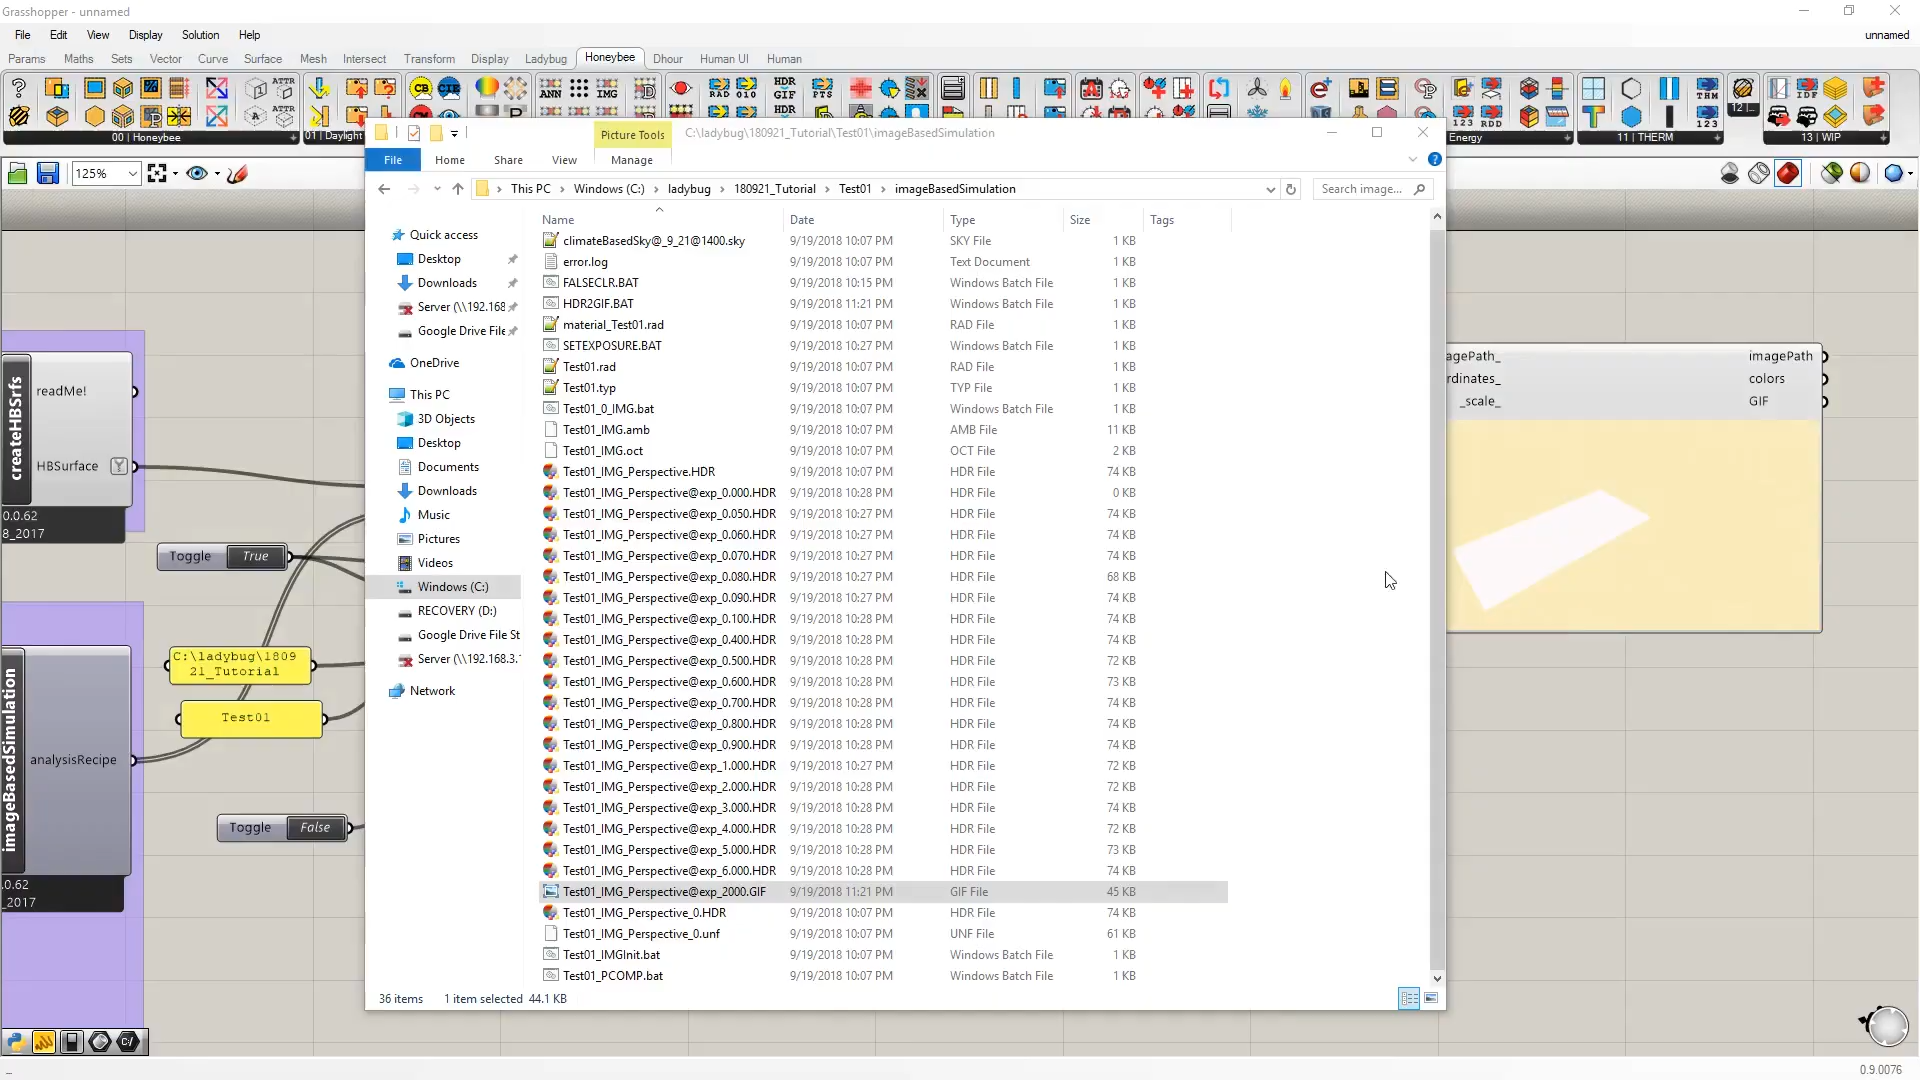 Grasshopper - unnamed
File Edit View Display Solution Help
unnamed
Params Maths Sets Vector Curve Surface Mesh Intersect Transform Display Ladybug Honeybee Dhour Human UI Human
00 | Honeybee
01 | Daylight
Energy
11 | THERM
12 |
13 | WIP
Picture Tools
C:\ladybug\180921_Tutorial\Test01\imageBasedSimulation
File Home Share View Manage
125%
This PC Windows (C:) ladybug 180921_Tutorial Test01 imageBasedSimulation
Search image...
Name Date Type Size Tags
Quick access
Desktop
Downloads
Server (\\192.168
Google Drive File
OneDrive
This PC
3D Objects
Desktop
Documents
Downloads
Music
Pictures
Videos
Windows (C:)
RECOVERY (D:)
Google Drive File St
Server (\\192.168.3.
Network
climateBasedSky@_9_21@1400.sky 9/19/2018 10:07 PM SKY File 1 KB
error.log 9/19/2018 10:07 PM Text Document 1 KB
FALSECLR.BAT 9/19/2018 10:15 PM Windows Batch File 1 KB
HDR2GIF.BAT 9/19/2018 11:21 PM Windows Batch File 1 KB
material_Test01.rad 9/19/2018 10:07 PM RAD File 1 KB
SETEXPOSURE.BAT 9/19/2018 10:27 PM Windows Batch File 1 KB
Test01.rad 9/19/2018 10:07 PM RAD File 1 KB
Test01.typ 9/19/2018 10:07 PM TYP File 1 KB
Test01_0_IMG.bat 9/19/2018 10:07 PM Windows Batch File 1 KB
Test01_IMG.amb 9/19/2018 10:07 PM AMB File 11 KB
Test01_IMG.oct 9/19/2018 10:07 PM OCT File 2 KB
Test01_IMG_Perspective.HDR 9/19/2018 10:07 PM HDR File 74 KB
Test01_IMG_Perspective@exp_0.000.HDR 9/19/2018 10:28 PM HDR File 0 KB
Test01_IMG_Perspective@exp_0.050.HDR 9/19/2018 10:27 PM HDR File 74 KB
Test01_IMG_Perspective@exp_0.060.HDR 9/19/2018 10:27 PM HDR File 74 KB
Test01_IMG_Perspective@exp_0.070.HDR 9/19/2018 10:27 PM HDR File 74 KB
Test01_IMG_Perspective@exp_0.080.HDR 9/19/2018 10:27 PM HDR File 68 KB
Test01_IMG_Perspective@exp_0.090.HDR 9/19/2018 10:27 PM HDR File 74 KB
Test01_IMG_Perspective@exp_0.100.HDR 9/19/2018 10:28 PM HDR File 74 KB
Test01_IMG_Perspective@exp_0.400.HDR 9/19/2018 10:28 PM HDR File 74 KB
Test01_IMG_Perspective@exp_0.500.HDR 9/19/2018 10:28 PM HDR File 72 KB
Test01_IMG_Perspective@exp_0.600.HDR 9/19/2018 10:28 PM HDR File 73 KB
Test01_IMG_Perspective@exp_0.700.HDR 9/19/2018 10:28 PM HDR File 74 KB
Test01_IMG_Perspective@exp_0.800.HDR 9/19/2018 10:28 PM HDR File 74 KB
Test01_IMG_Perspective@exp_0.900.HDR 9/19/2018 10:28 PM HDR File 74 KB
Test01_IMG_Perspective@exp_1.000.HDR 9/19/2018 10:27 PM HDR File 72 KB
Test01_IMG_Perspective@exp_2.000.HDR 9/19/2018 10:28 PM HDR File 72 KB
Test01_IMG_Perspective@exp_3.000.HDR 9/19/2018 10:28 PM HDR File 74 KB
Test01_IMG_Perspective@exp_4.000.HDR 9/19/2018 10:28 PM HDR File 72 KB
Test01_IMG_Perspective@exp_5.000.HDR 9/19/2018 10:28 PM HDR File 73 KB
Test01_IMG_Perspective@exp_6.000.HDR 9/19/2018 10:28 PM HDR File 74 KB
Test01_IMG_Perspective@exp_2000.GIF 9/19/2018 11:21 PM GIF File 45 KB
Test01_IMG_Perspective_0.HDR 9/19/2018 10:07 PM HDR File 74 KB
Test01_IMG_Perspective_0.unf 9/19/2018 10:07 PM UNF File 61 KB
Test01_IMGInit.bat 9/19/2018 10:07 PM Windows Batch File 1 KB
Test01_PCOMP.bat 9/19/2018 10:07 PM Windows Batch File 1 KB
36 items 1 item selected 44.1 KB
createHBSrfs
readMe!
HBSurface
0.0.62
8_2017
Toggle True
C:\ladybug\1809
21_Tutorial
Test01
imageBasedSimulation
analysisRecipe
Toggle False
.0.62
_2017
agePath_ imagePath
rdinates_ colors
_scale_ GIF
0.9.0076